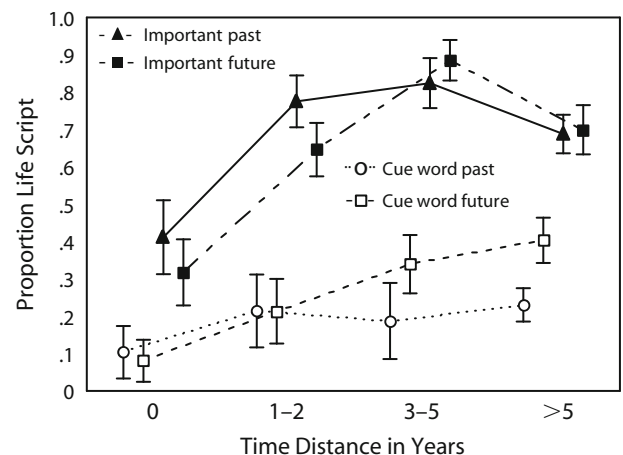 1.0
.9
.8
.7
.6
.5
.4
.3
.2
.1
0
Proportion Life Script
Important past
Important future
Cue word past
Cue word future
0 1–2 3–5 >5
Time Distance in Years